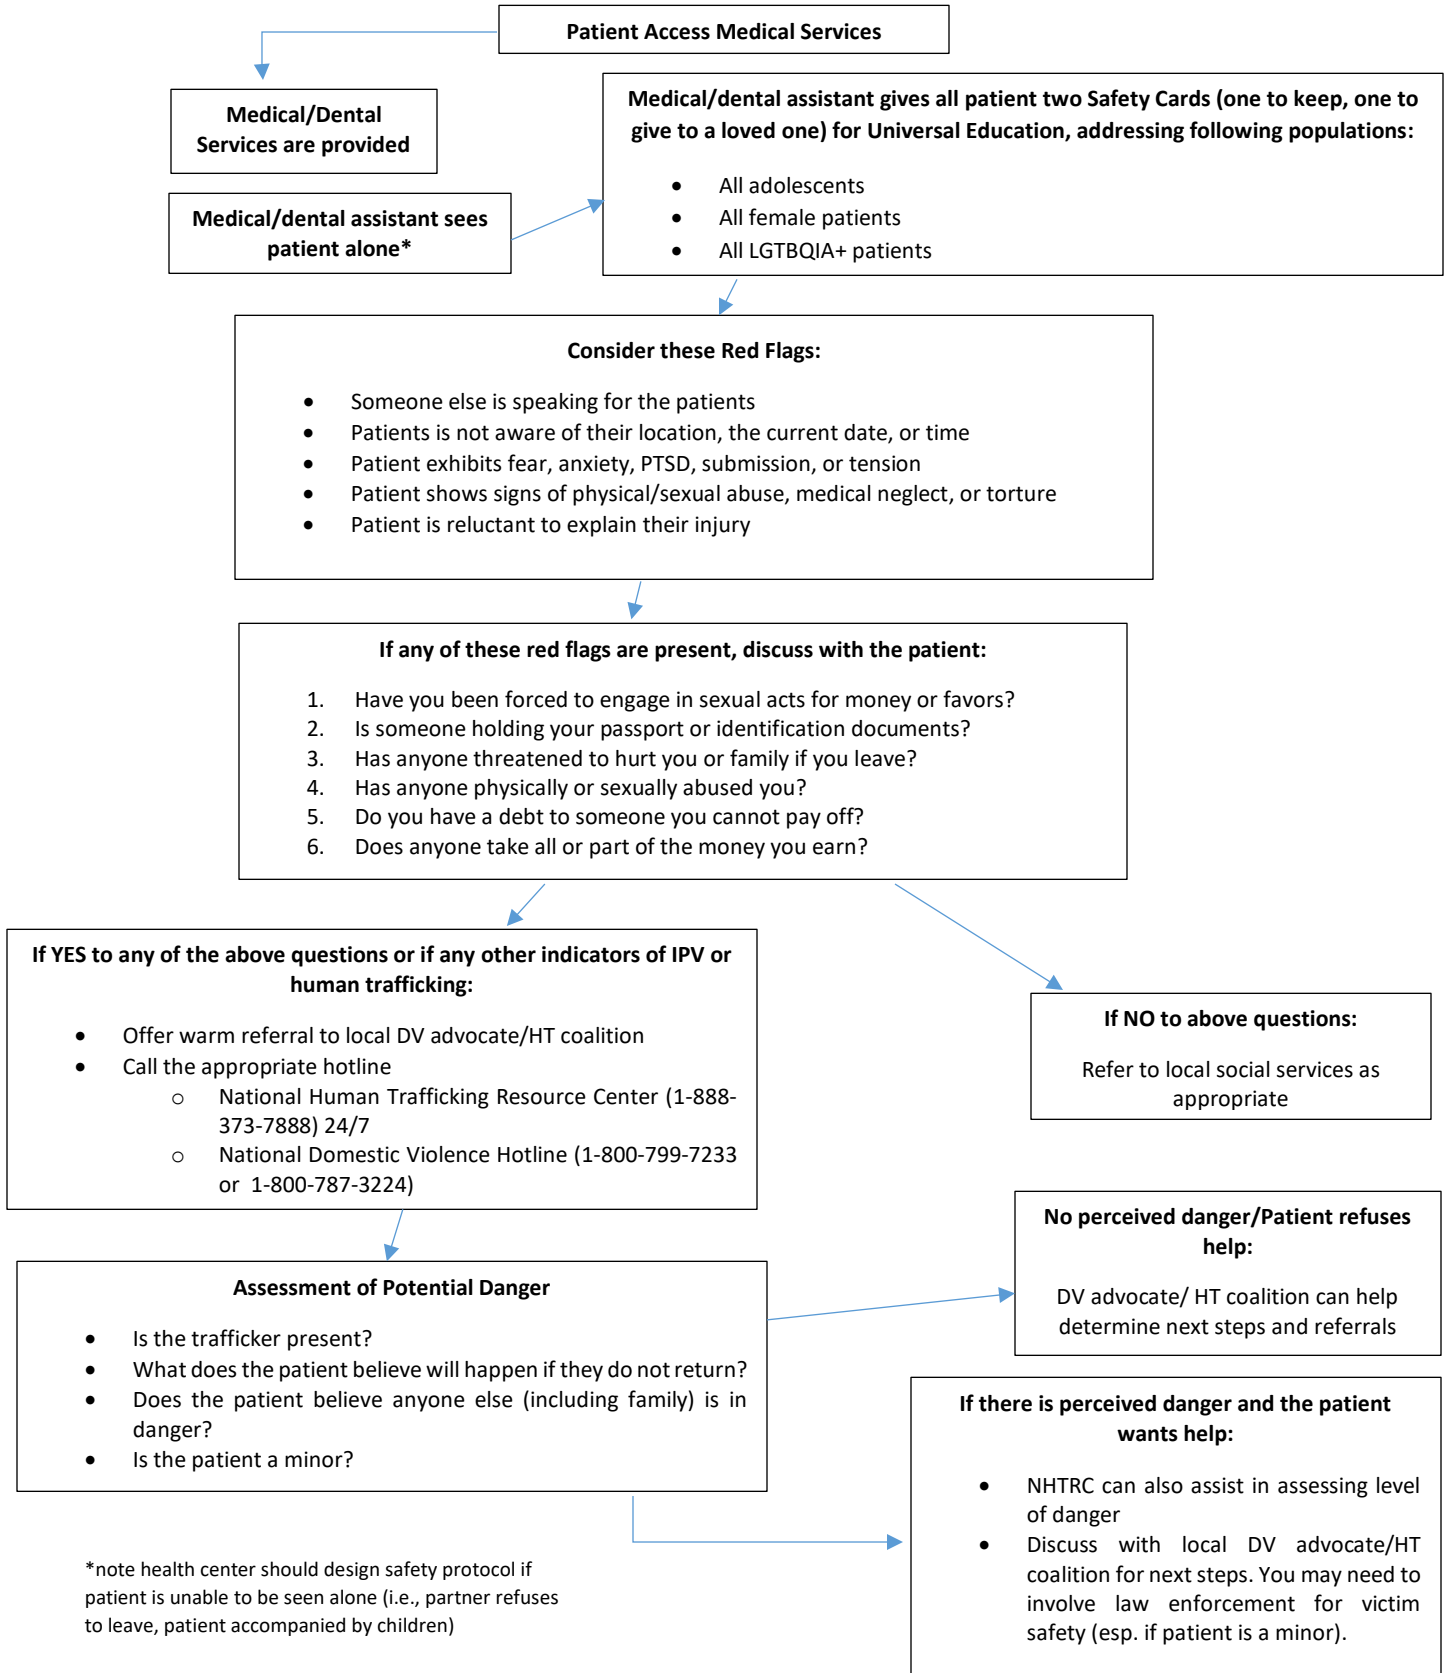 Patient Access Medical Services
Medical/Dental
Services are provided
Medical/dental assistant sees
patient alone*
Medical/dental assistant gives all patient two Safety Cards (one to keep, one to
give to a loved one) for Universal Education, addressing following populations:
• All adolescents
• All female patients
• All LGTBQIA+ patients
Consider these Red Flags:
• Someone else is speaking for the patients
• Patients is not aware of their location, the current date, or time
• Patient exhibits fear, anxiety, PTSD, submission, or tension
• Patient shows signs of physical/sexual abuse, medical neglect, or torture
• Patient is reluctant to explain their injury
If any of these red flags are present, discuss with the patient:
1. Have you been forced to engage in sexual acts for money or favors?
2. Is someone holding your passport or identification documents?
3. Has anyone threatened to hurt you or family if you leave?
4. Has anyone physically or sexually abused you?
5. Do you have a debt to someone you cannot pay off?
6. Does anyone take all or part of the money you earn?
If YES to any of the above questions or if any other indicators of IPV or
human trafficking:
• Offer warm referral to local DV advocate/HT coalition
• Call the appropriate hotline
o National Human Trafficking Resource Center (1-888-
373-7888) 24/7
o National Domestic Violence Hotline (1-800-799-7233
or 1-800-787-3224)
If NO to above questions:
Refer to local social services as
appropriate
Assessment of Potential Danger
• Is the trafficker present?
• What does the patient believe will happen if they do not return?
• Does the patient believe anyone else (including family) is in
danger?
• Is the patient a minor?
No perceived danger/Patient refuses
help:
DV advocate/ HT coalition can help
determine next steps and referrals
If there is perceived danger and the patient
wants help:
• NHTRC can also assist in assessing level
of danger
• Discuss with local DV advocate/HT
coalition for next steps. You may need to
involve law enforcement for victim
safety (esp. if patient is a minor).
*note health center should design safety protocol if
patient is unable to be seen alone (i.e., partner refuses
to leave, patient accompanied by children)